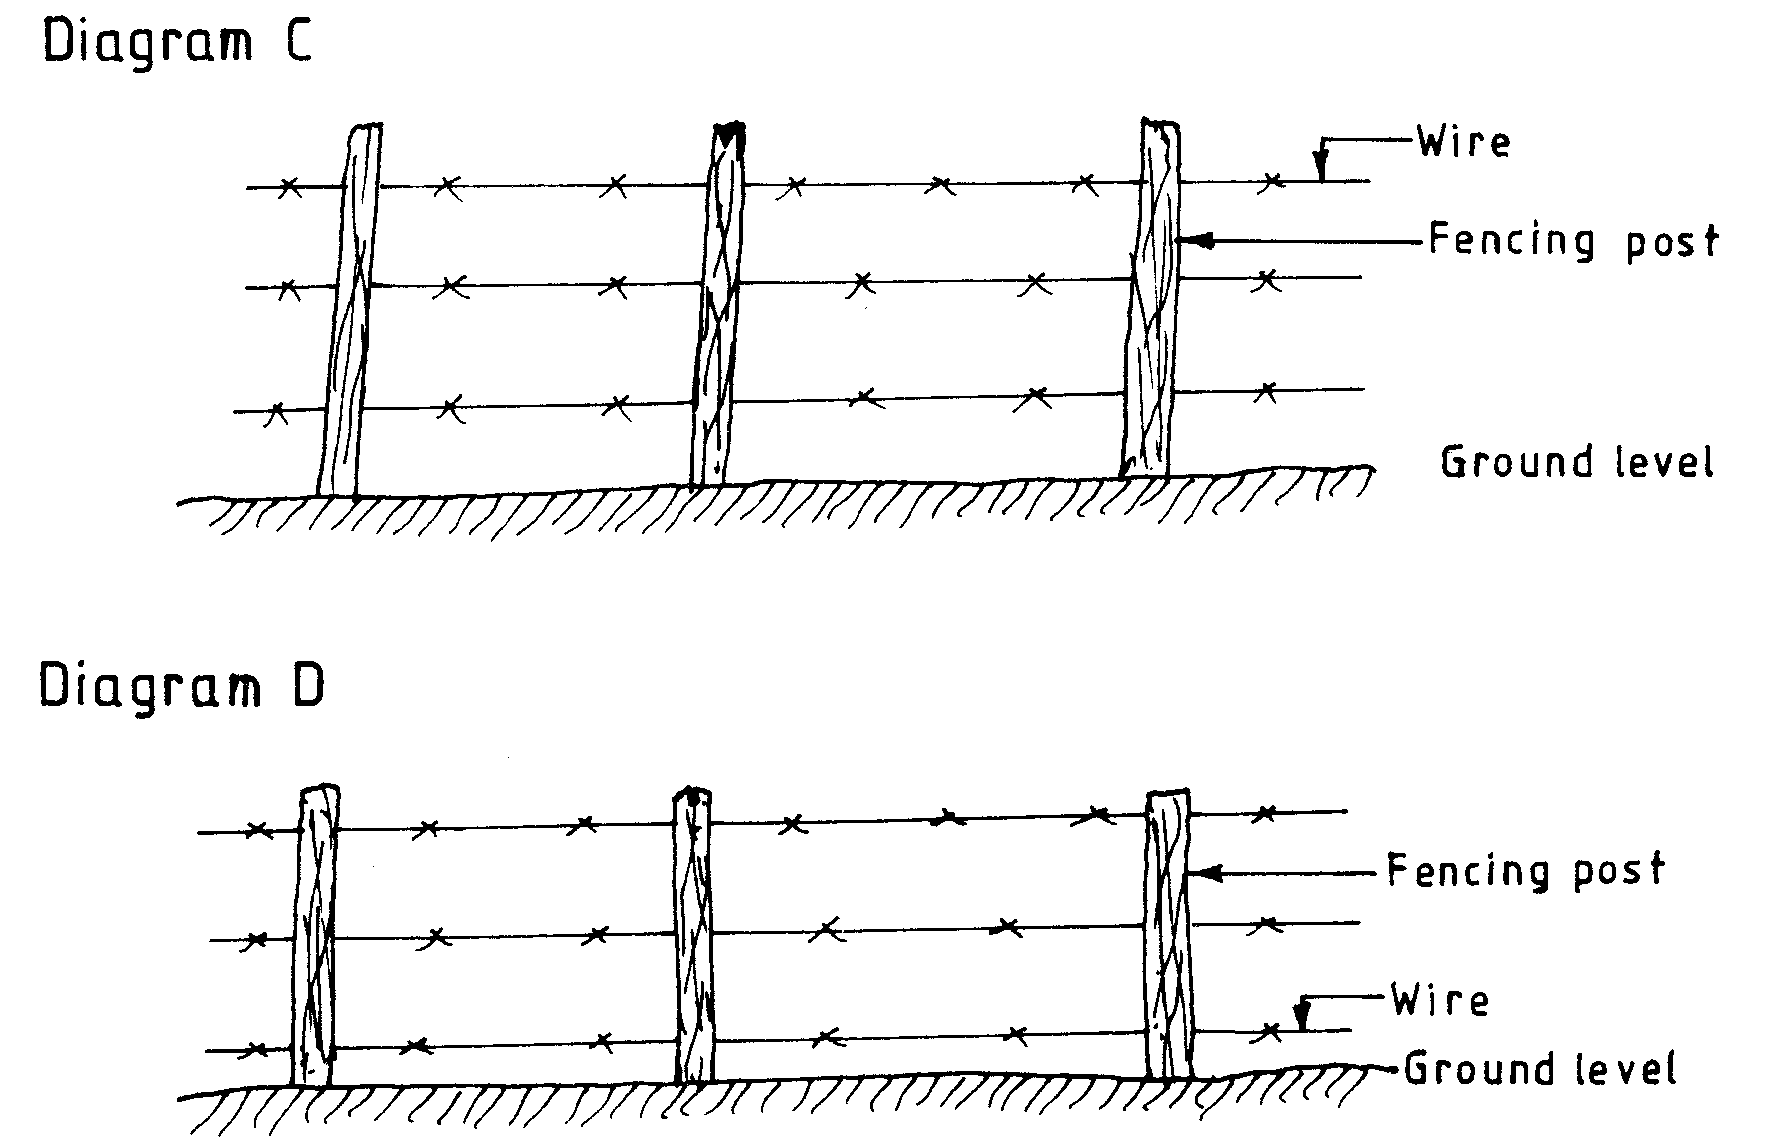 Diagram C
Wire
Fencing post
Ground level
Diagram D
Fencing post
Wire
Ground level